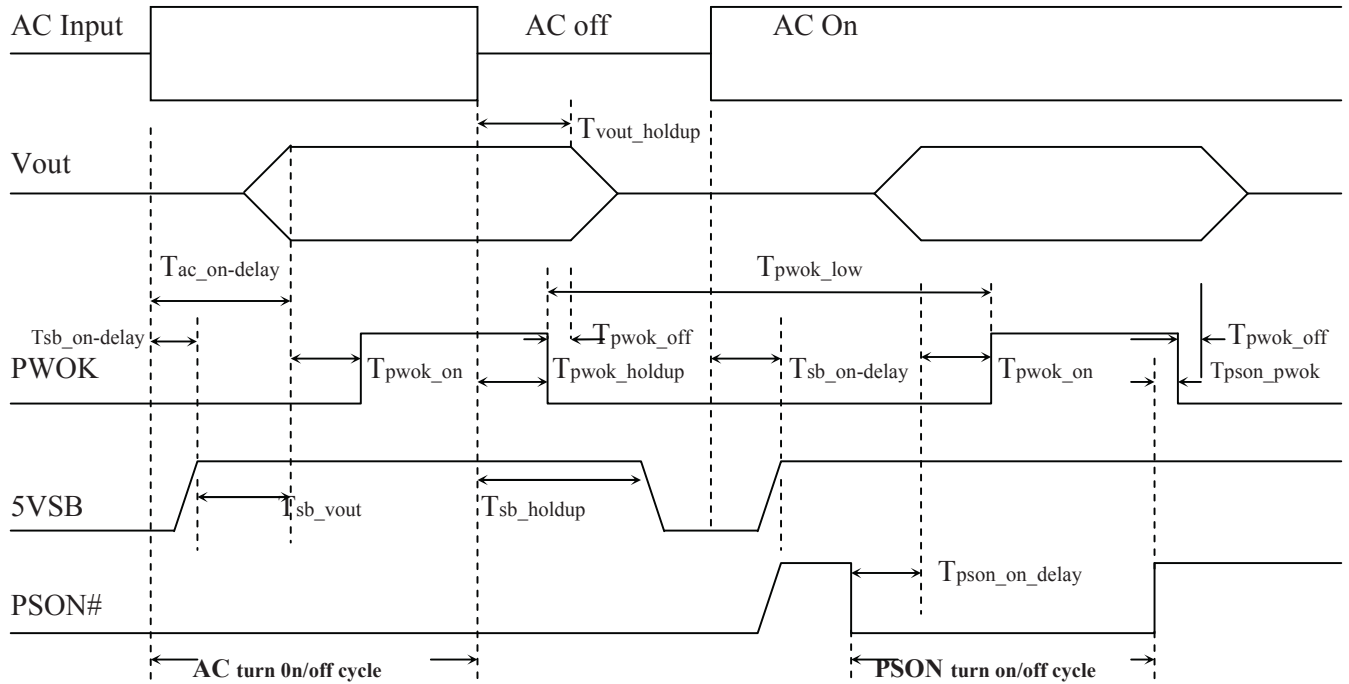 AC Input
AC off
AC On
Tvout_holdup
Vout
Tac_on-delay
Tpwok_low
Tsb_on-delay
Tpwok_off
Tpwok_off
PWOK
Tpwok_on
Tpwok_holdup
Tsb_on-delay
Tpwok_on
Tpson_pwok
5VSB
Tsb_vout
Tsb_holdup
Tpson_on_delay
PSON#
AC turn 0n/off cycle
PSON turn on/off cycle